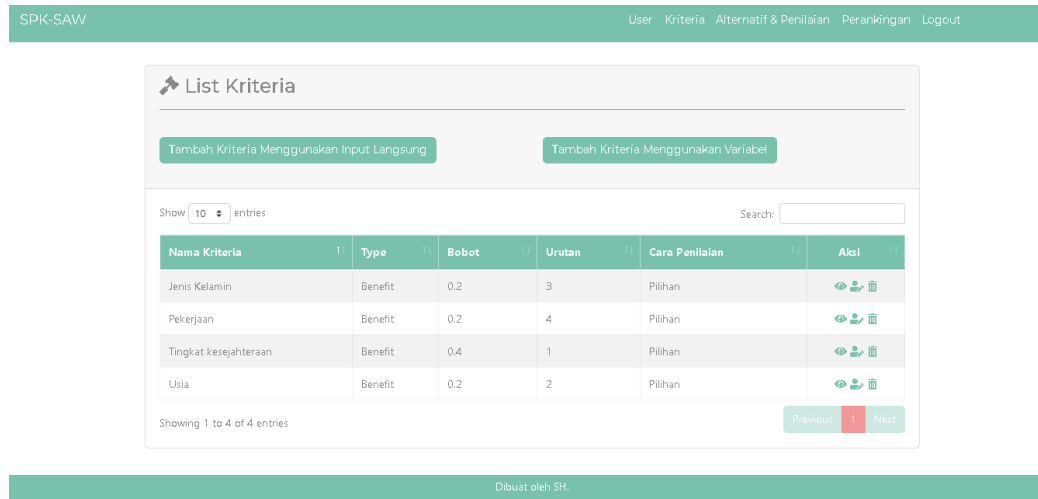 SPK-SAW User Kriteria Alternatif & Penilaian Perankingan Logout
List Kriteria
Tambah Kriteria Menggunakan Input Langsung Tambah Kriteria Menggunakan Variabel
Show 10 entries Search:
Nama Kriteria Type Bobot Urutan Cara Penilaian Aksi
Jenis Kelamin Benefit 0.2 3 Pilihan
Pekerjaan Benefit 0.2 4 Pilihan
Tingkat kesejahteraan Benefit 0.4 1 Pilihan
Usia Benefit 0.2 2 Pilihan
Showing 1 to 4 of 4 entries Previous 1 Next
Dibuat oleh SH.